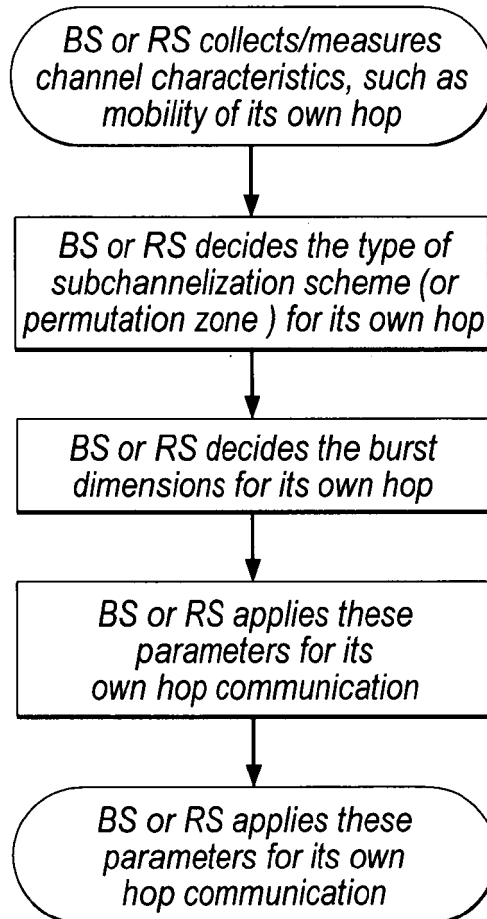 BS or RS collects/measures
channel characteristics, such as
mobility of its own hop
BS or RS decides the type of
subchannelization scheme (or
permutation zone ) for its own hop
BS or RS decides the burst
dimensions for its own hop
BS or RS applies these
parameters for its
own hop communication
BS or RS applies these
parameters for its own
hop communication